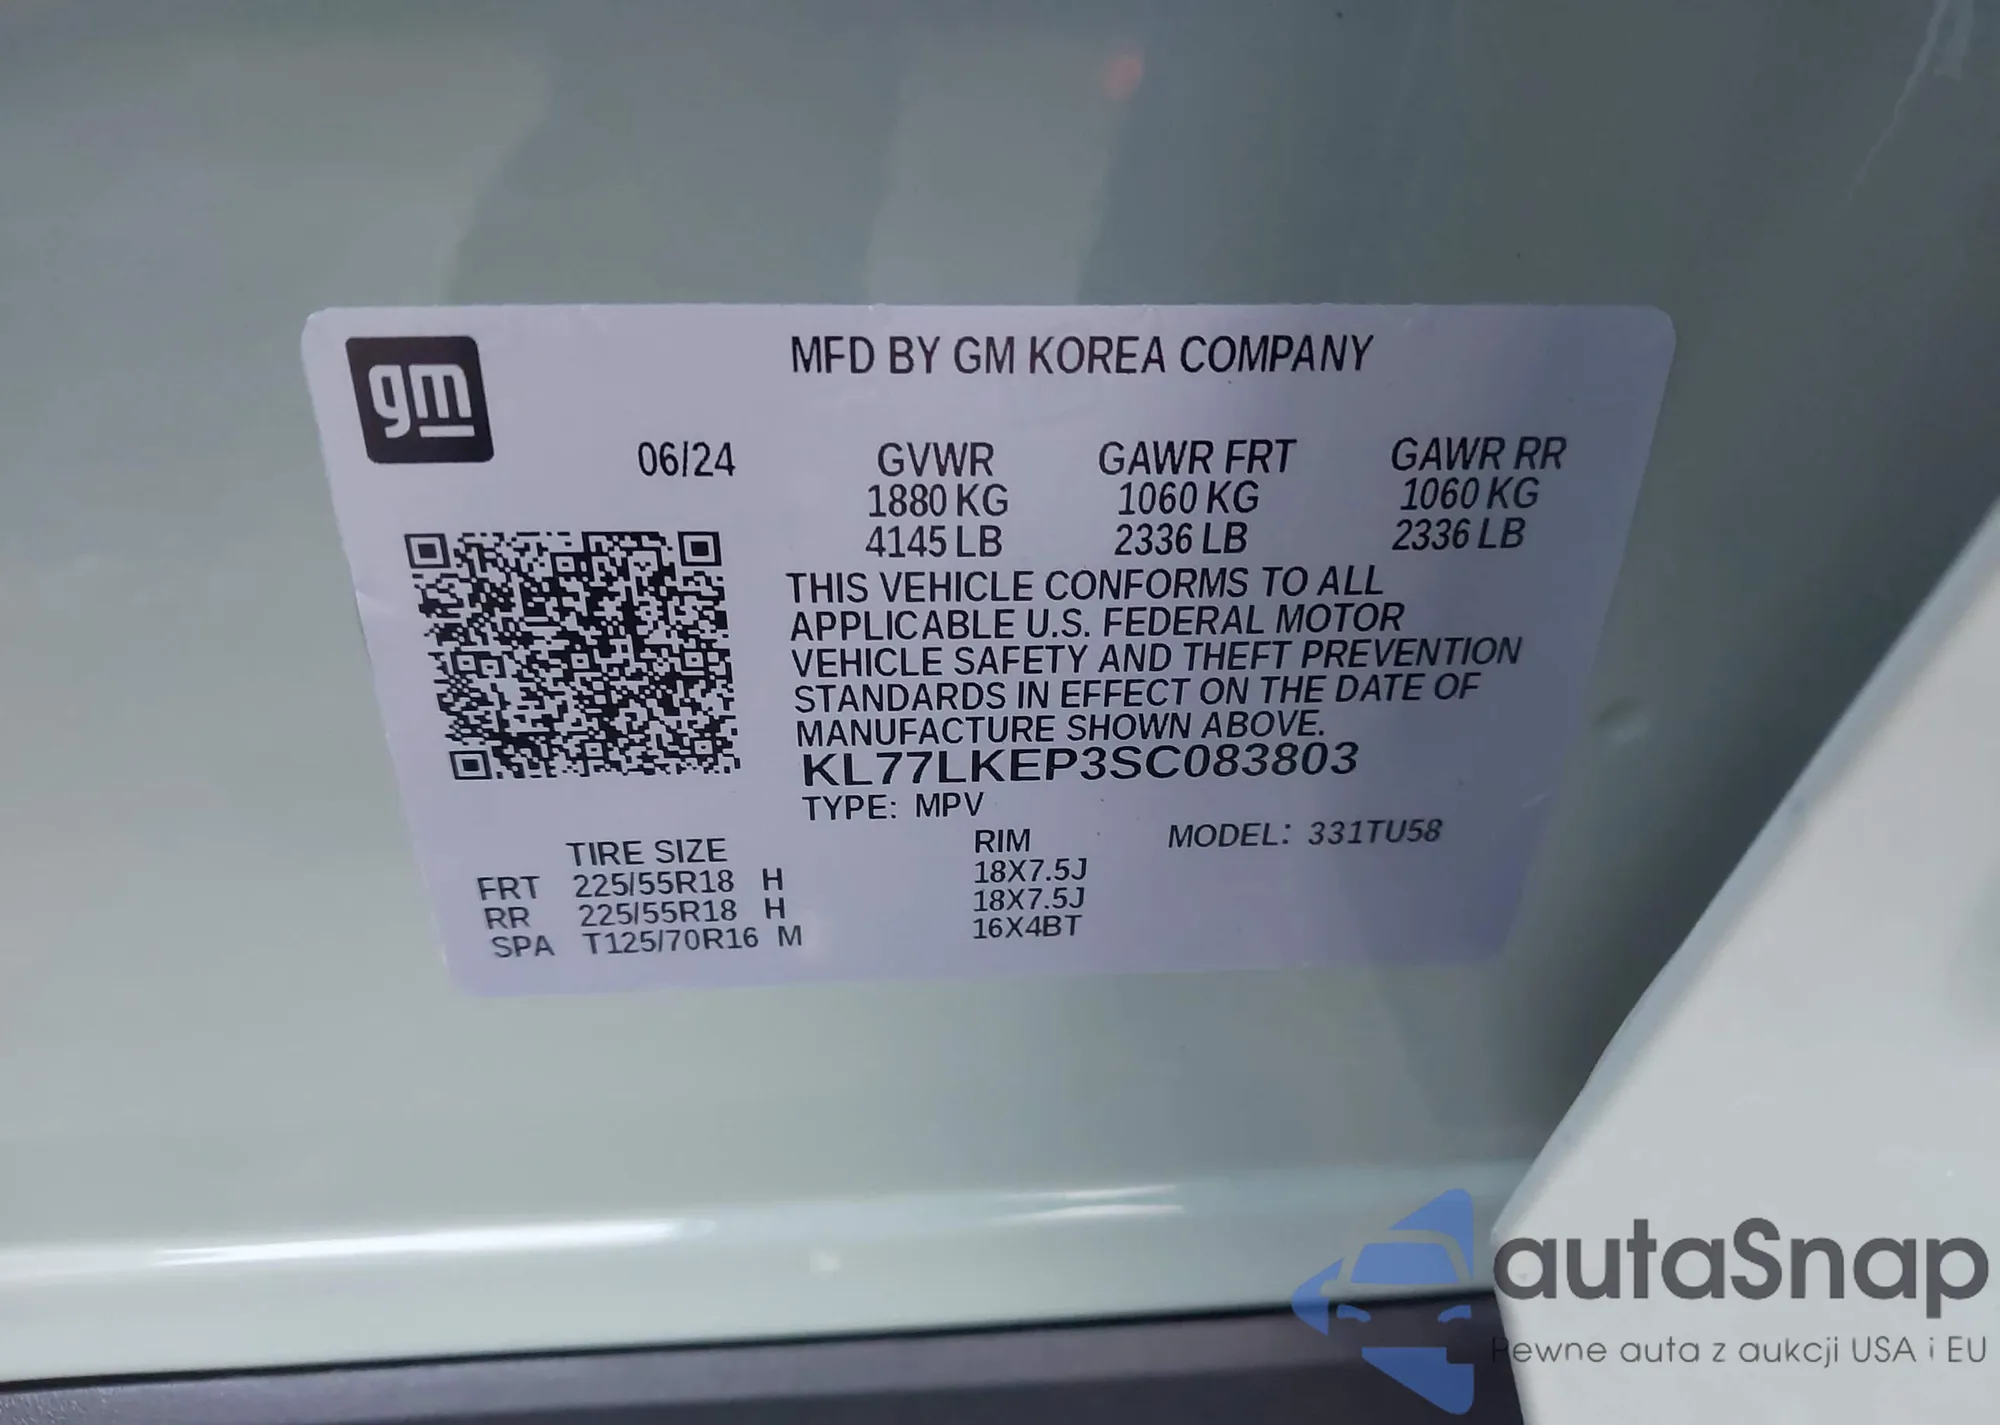 gm
MFD BY GM KOREA COMPANY
06/24 GVWR GAWR FRT GAWR RR
1880 KG 1060 KG 1060 KG
4145 LB 2336 LB 2336 LB
THIS VEHICLE CONFORMS TO ALL
APPLICABLE U.S. FEDERAL MOTOR
VEHICLE SAFETY AND THEFT PREVENTION
STANDARDS IN EFFECT ON THE DATE OF
MANUFACTURE SHOWN ABOVE.
KL77LKEP3SC083803
TYPE: MPV
TIRE SIZE RIM MODEL: 331TU58
FRT 225/55R18 H 18X7.5J
RR 225/55R18 H 18X7.5J
SPA T125/70R16 M 16X4BT
autaSnap
Pewne auta z aukcji USA i EU